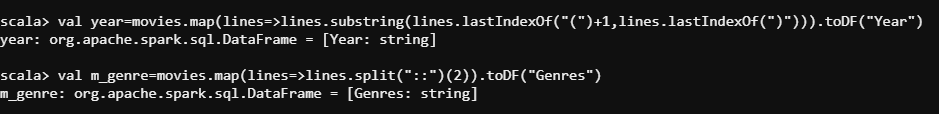 scala> val year=movies.map(lines=>lines.substring(lines.lastIndexOf("(")+1,lines.lastIndexOf(")"))).toDF("Year")
year: org.apache.spark.sql.DataFrame = [Year: string]
scala> val m_genre=movies.map(lines=>lines.split("::")(2)).toDF("Genres")
m_genre: org.apache.spark.sql.DataFrame = [Genres: string]